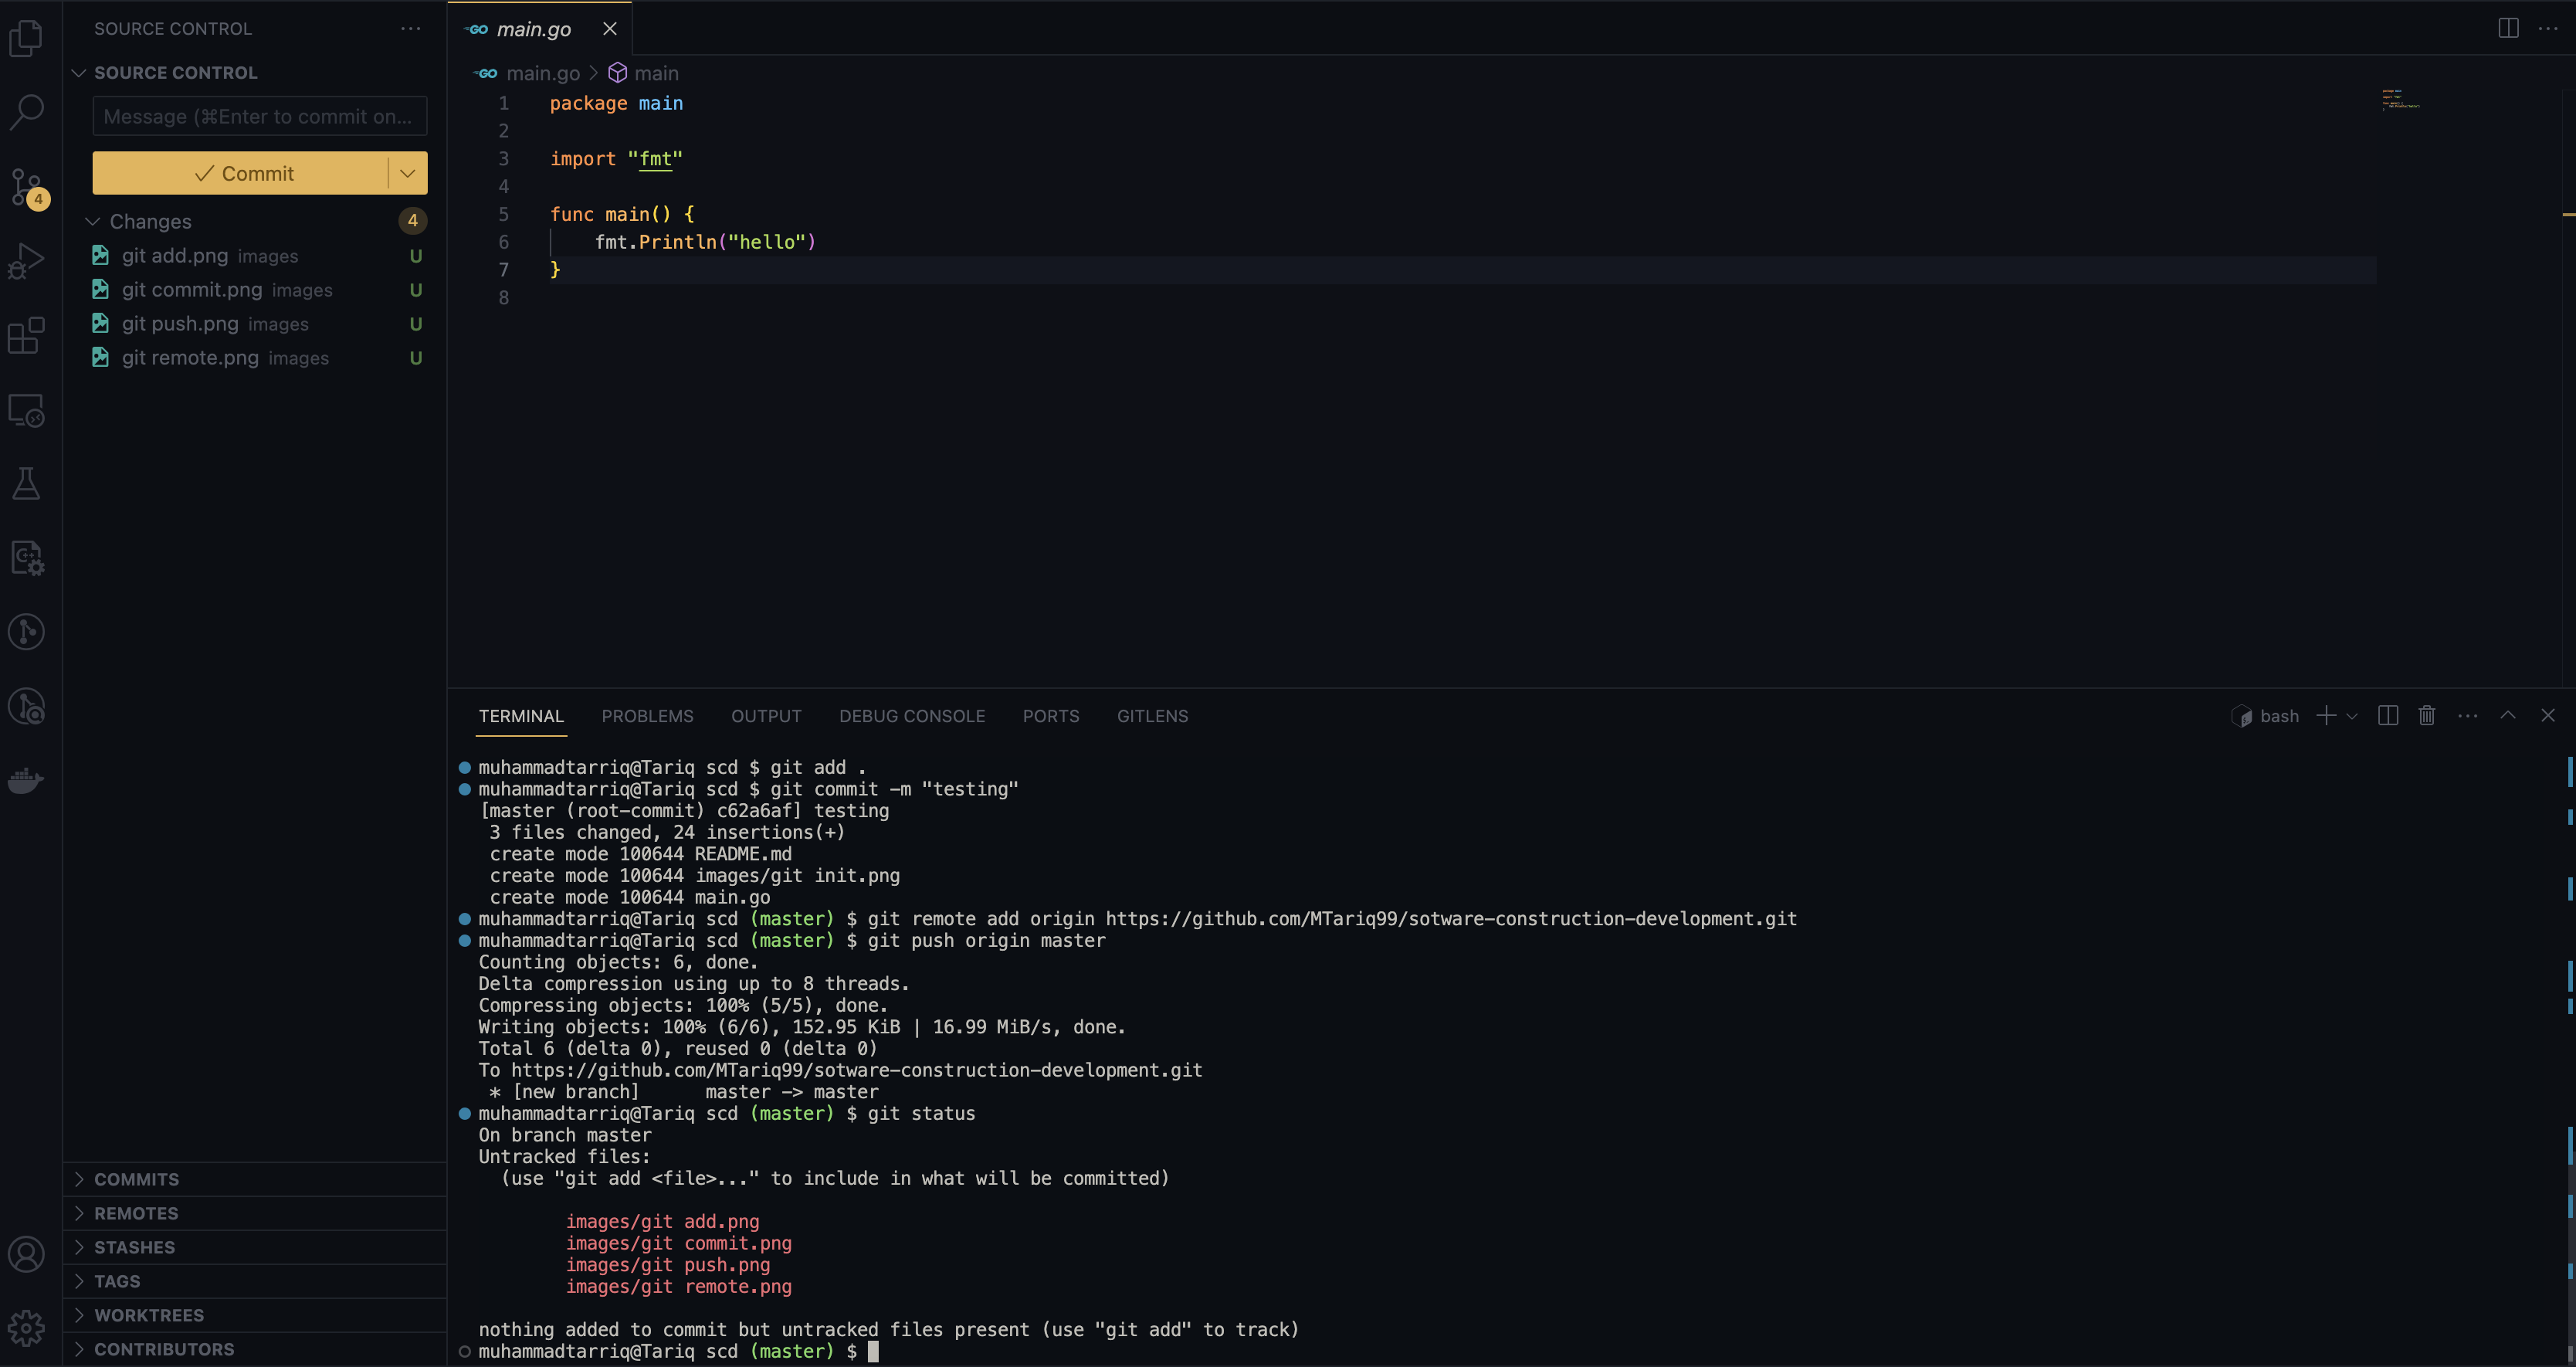 SOURCE CONTROL
SOURCE CONTROL
Message (⌘Enter to commit on...
Commit
Changes 4
git add.png images U
git commit.png images U
git push.png images U
git remote.png images U
4
COMMITS
REMOTES
STASHES
TAGS
WORKTREES
CONTRIBUTORS
GO main.go
GO main.go > main
1 package main
2
3 import "fmt"
4
5 func main() {
6 fmt.Println("hello")
7 }
8
TERMINAL PROBLEMS OUTPUT DEBUG CONSOLE PORTS GITLENS bash
muhammadtarriq@Tariq scd $ git add .
muhammadtarriq@Tariq scd $ git commit -m "testing"
[master (root-commit) c62a6af] testing
3 files changed, 24 insertions(+)
create mode 100644 README.md
create mode 100644 images/git init.png
create mode 100644 main.go
muhammadtarriq@Tariq scd (master) $ git remote add origin https://github.com/MTariq99/sotware-construction-development.git
muhammadtarriq@Tariq scd (master) $ git push origin master
Counting objects: 6, done.
Delta compression using up to 8 threads.
Compressing objects: 100% (5/5), done.
Writing objects: 100% (6/6), 152.95 KiB | 16.99 MiB/s, done.
Total 6 (delta 0), reused 0 (delta 0)
To https://github.com/MTariq99/sotware-construction-development.git
* [new branch] master -> master
muhammadtarriq@Tariq scd (master) $ git status
On branch master
Untracked files:
(use "git add <file>..." to include in what will be committed)
images/git add.png
images/git commit.png
images/git push.png
images/git remote.png
nothing added to commit but untracked files present (use "git add" to track)
muhammadtarriq@Tariq scd (master) $